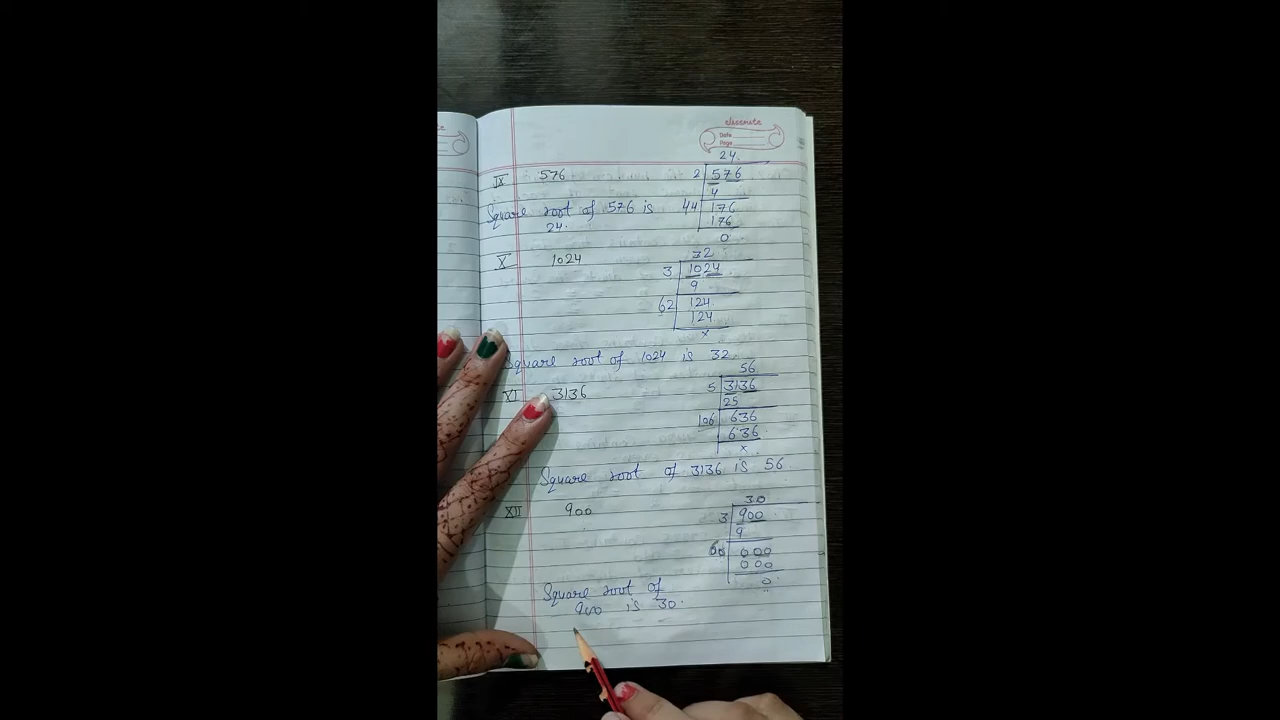 classmate
Date
Page
24
IX 576 2 576
4
Square root of 576 is 44 176
24. 176
0
X 1024 32
3 1024
9
62 124
124
x
Square root of 1024 is 32
56
XI 3136 5 3136
25
106 636
636
x
Square root of 3136 is 56
30
XII 900 3 900
9
60 000
000
0
Square root of
900 is 30.